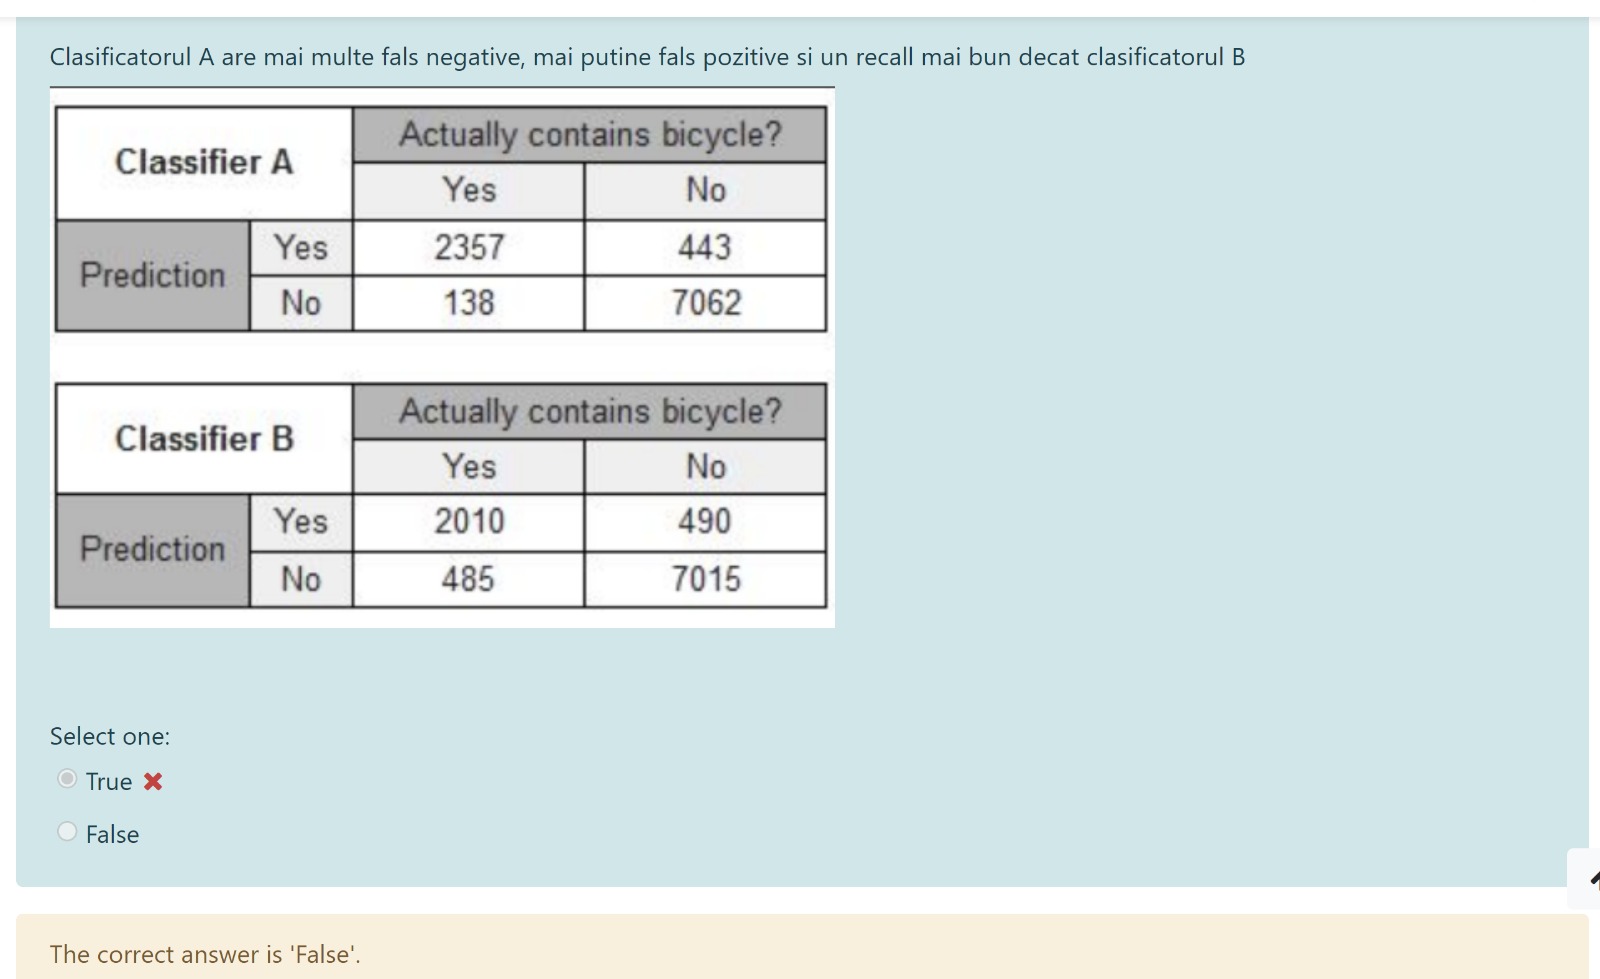 Clasificatorul A are mai multe fals negative, mai putine fals pozitive si un recall mai bun decat clasificatorul B
Classifier A
Actually contains bicycle?
Yes No
Prediction
Yes 2357 443
No 138 7062
Classifier B
Actually contains bicycle?
Yes No
Prediction
Yes 2010 490
No 485 7015
Select one:
True
False
The correct answer is 'False'.